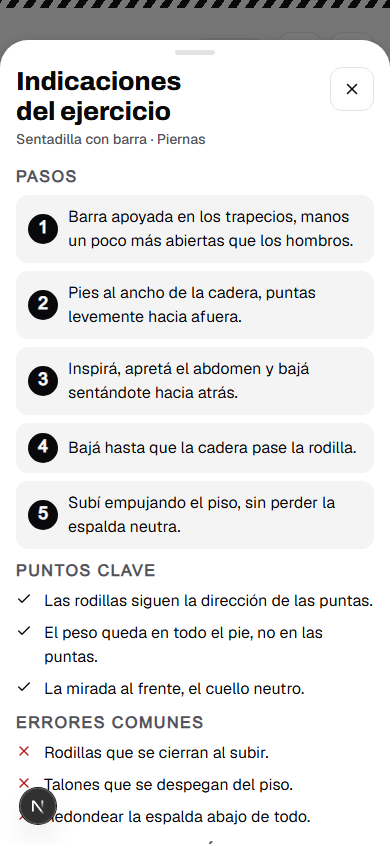 Indicaciones
del ejercicio
Sentadilla con barra · Piernas
PASOS
1 Barra apoyada en los trapecios, manos
un poco más abiertas que los hombros.
2 Pies al ancho de la cadera, puntas
levemente hacia afuera.
3 Inspirá, apretá el abdomen y bajá
sentándote hacia atrás.
4 Bajá hasta que la cadera pase la rodilla.
5 Subí empujando el piso, sin perder la
espalda neutra.
PUNTOS CLAVE
Las rodillas siguen la dirección de las puntas.
El peso queda en todo el pie, no en las
puntas.
La mirada al frente, el cuello neutro.
ERRORES COMUNES
Rodillas que se cierran al subir.
Talones que se despegan del piso.
N
la espalda abajo de todo.